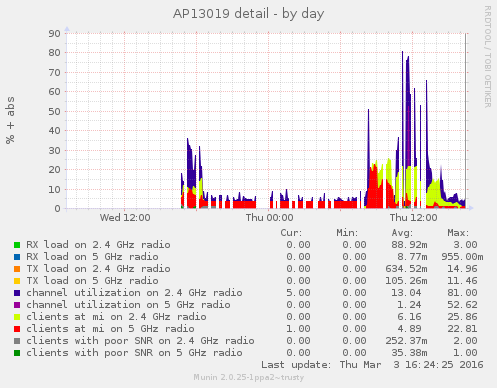 AP13019 detail - by day
RRDTOOL / TOBI OETIKER
% + abs
90
80
70
60
50
40
30
20
10
0
Wed 12:00 Thu 00:00 Thu 12:00
Cur: Min: Avg: Max:
RX load on 2.4 GHz radio 0.00 0.00 88.92m 3.00
RX load on 5 GHz radio 0.00 0.00 8.77m 955.00m
TX load on 2.4 GHz radio 0.00 0.00 634.52m 14.96
TX load on 5 GHz radio 0.00 0.00 105.26m 11.46
channel utilization on 2.4 GHz radio 5.00 0.00 13.04 81.00
channel utilization on 5 GHz radio 0.00 0.00 1.24 52.62
clients at mi on 2.4 GHz radio 0.00 0.00 6.16 25.86
clients at mi on 5 GHz radio 1.00 0.00 4.89 22.81
clients with poor SNR on 2.4 GHz radio 0.00 0.00 252.37m 2.00
clients with poor SNR on 5 GHz radio 0.00 0.00 35.38m 1.00
Last update: Thu Mar 3 16:24:25 2016
Munin 2.0.25-1ppa2~trusty